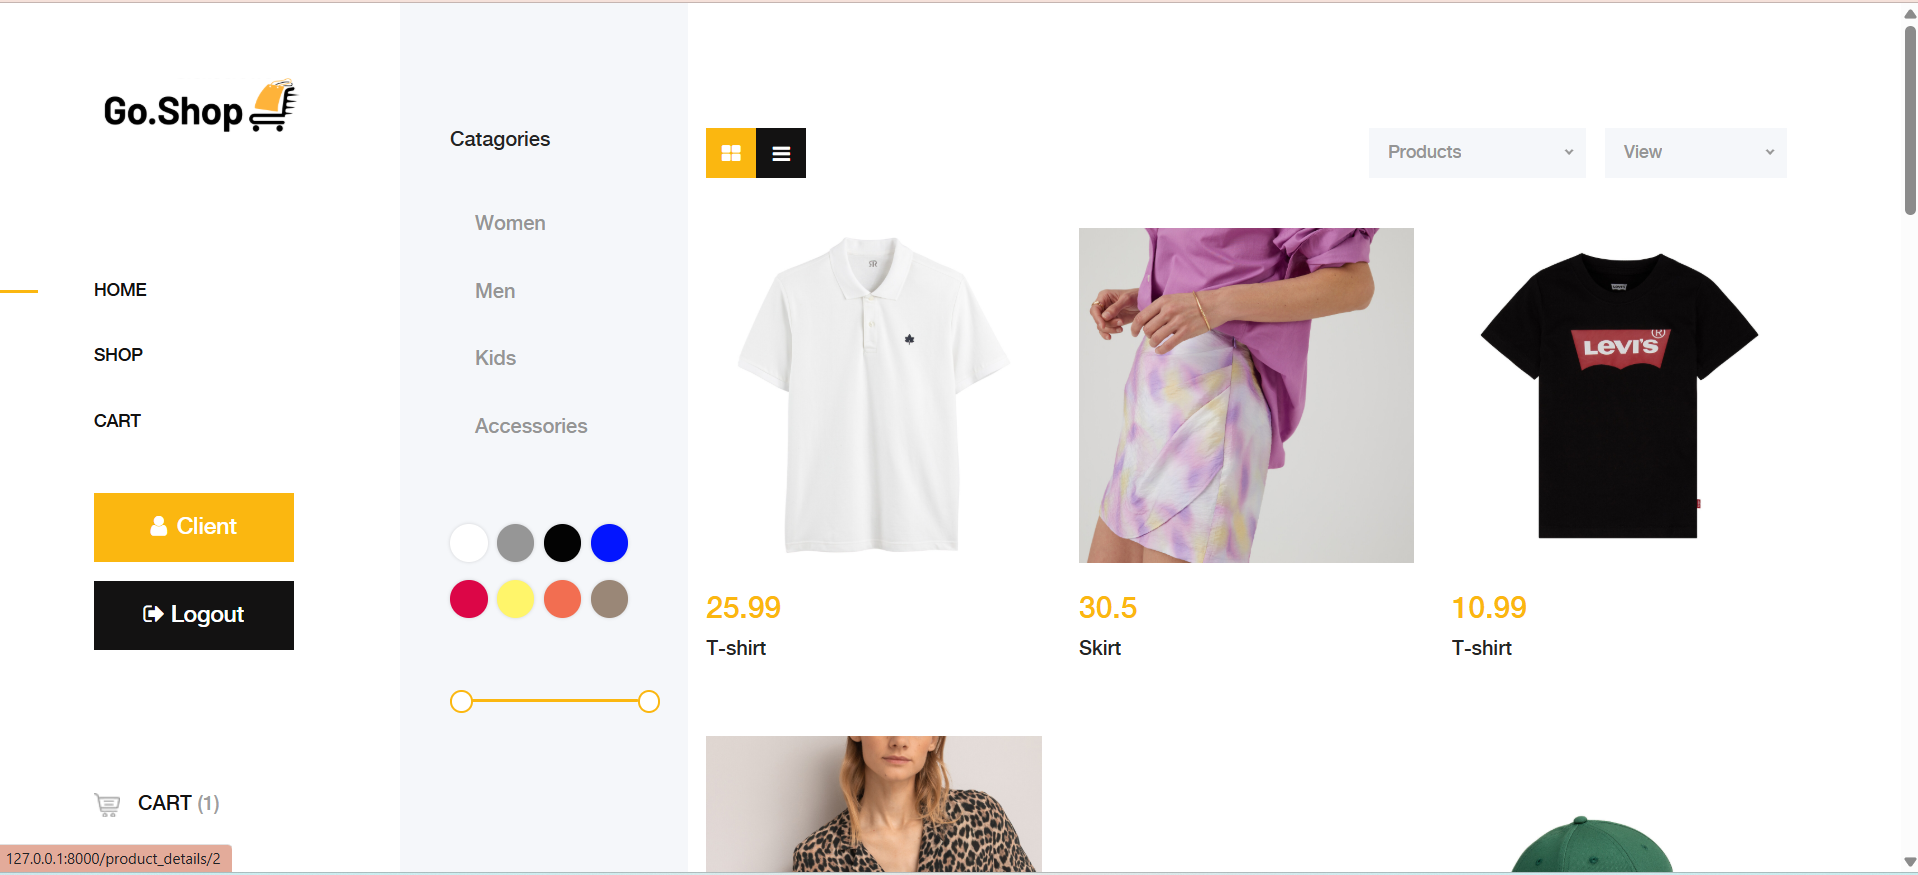 Go.Shop
HOME
SHOP
CART
Client
Logout
CART (1)
127.0.0.1:8000/product_details/2
Catagories
Women
Men
Kids
Accessories
Products
View
25.99
T-shirt
30.5
Skirt
LEVI'S
®
10.99
T-shirt